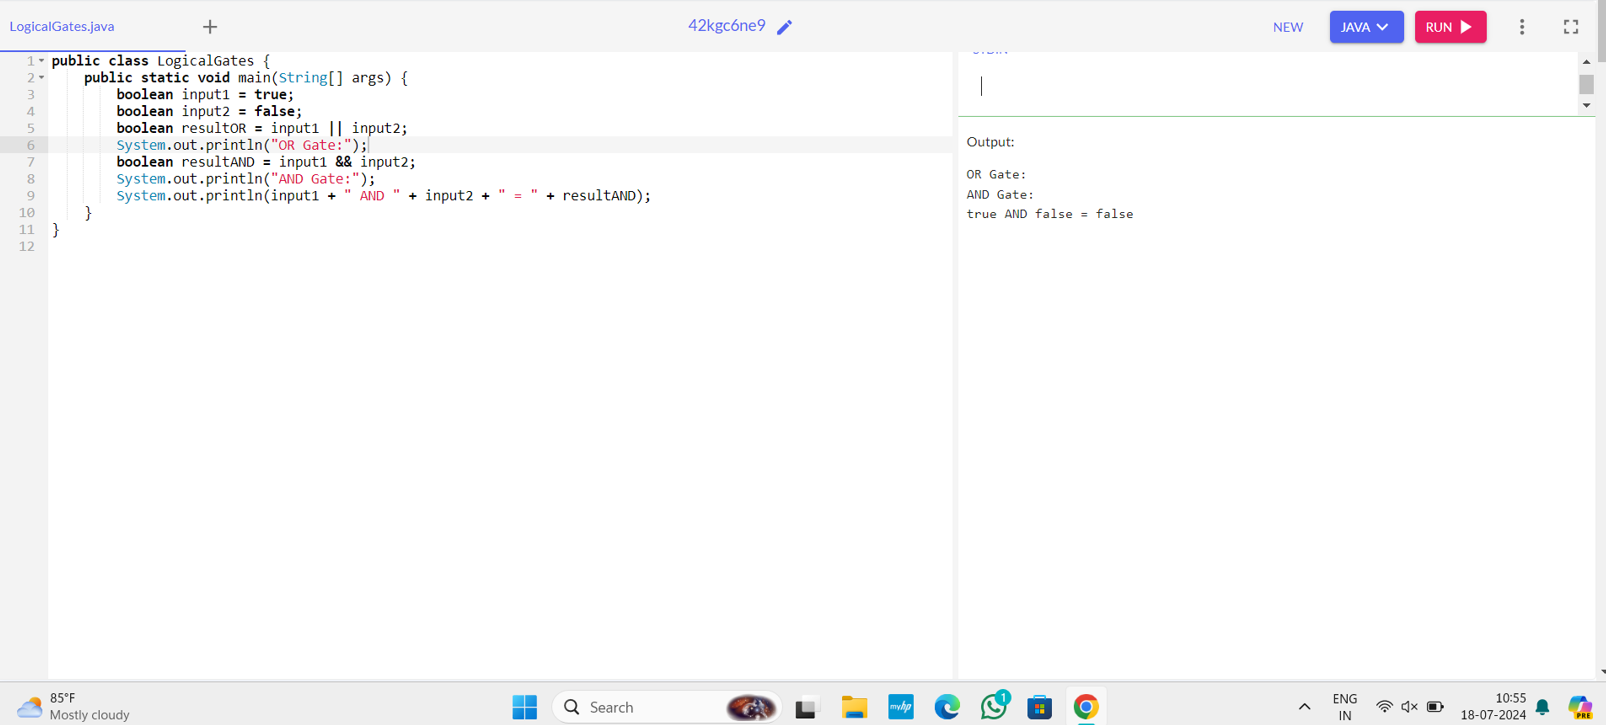 LogicalGates.java
+
42kgc6ne9
NEW
JAVA
RUN
1 public class LogicalGates {
2     public static void main(String[] args) {
3         boolean input1 = true;
4         boolean input2 = false;
5         boolean resultOR = input1 || input2;
6         System.out.println("OR Gate:");
7         boolean resultAND = input1 && input2;
8         System.out.println("AND Gate:");
9         System.out.println(input1 + " AND " + input2 + " = " + resultAND);
10     }
11 }
12
Output:
OR Gate:
AND Gate:
true AND false = false
85°F
Mostly cloudy
Search
myhp
1
ENG
IN
10:55
18-07-2024
PRE